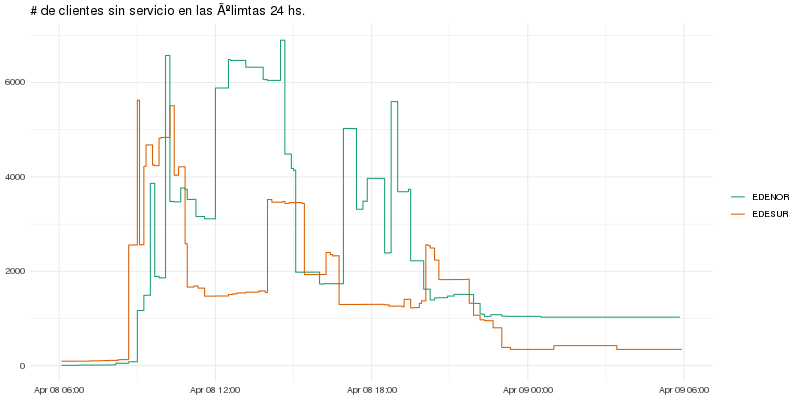 # de clientes sin servicio en las Ãºlimtas 24 hs.
6000
4000
2000
0
Apr 08 06:00
Apr 08 12:00
Apr 08 18:00
Apr 09 00:00
Apr 09 06:00
EDENOR
EDESUR